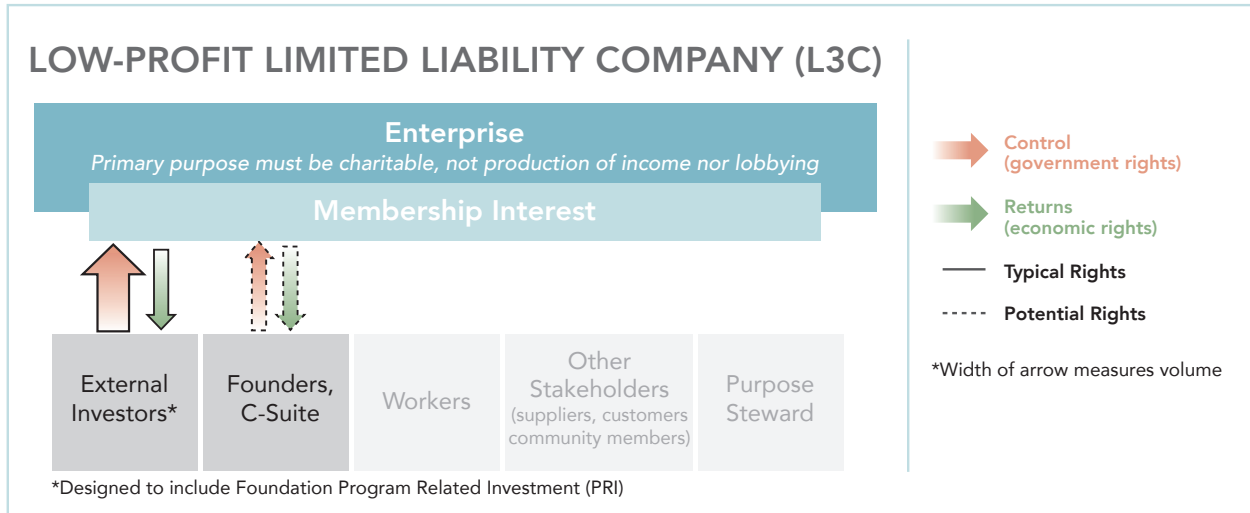 LOW-PROFIT LIMITED LIABILITY COMPANY (L3C)
Enterprise
Primary purpose must be charitable, not production of income nor lobbying
Membership Interest
External
Investors*
Founders,
C-Suite
Workers
Other
Stakeholders
(suppliers, customers
community members)
Purpose
Steward
*Designed to include Foundation Program Related Investment (PRI)
Control
(government rights)
Returns
(economic rights)
Typical Rights
Potential Rights
*Width of arrow measures volume